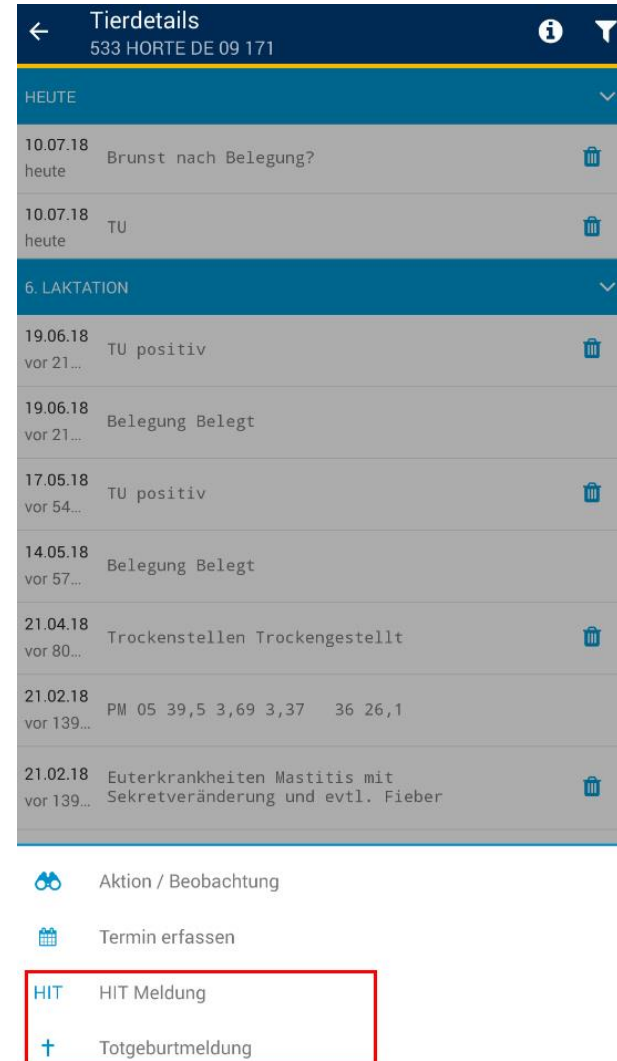 Tierdetails
533 HORTE DE 09 171
HEUTE
10.07.18
heute
Brunst nach Belegung?
10.07.18
heute
TU
6. LAKTATION
19.06.18
vor 21...
TU positiv
19.06.18
vor 21...
Belegung Belegt
17.05.18
vor 54...
TU positiv
14.05.18
vor 57...
Belegung Belegt
21.04.18
vor 80...
Trockenstellen Trockengestellt
21.02.18
vor 139...
PM 05 39,5 3,69 3,37 36 26,1
21.02.18
vor 139...
Euterkrankheiten Mastitis mit
Sekretveränderung und evtl. Fieber
Aktion / Beobachtung
Termin erfassen
HIT HIT Meldung
Totgeburtmeldung